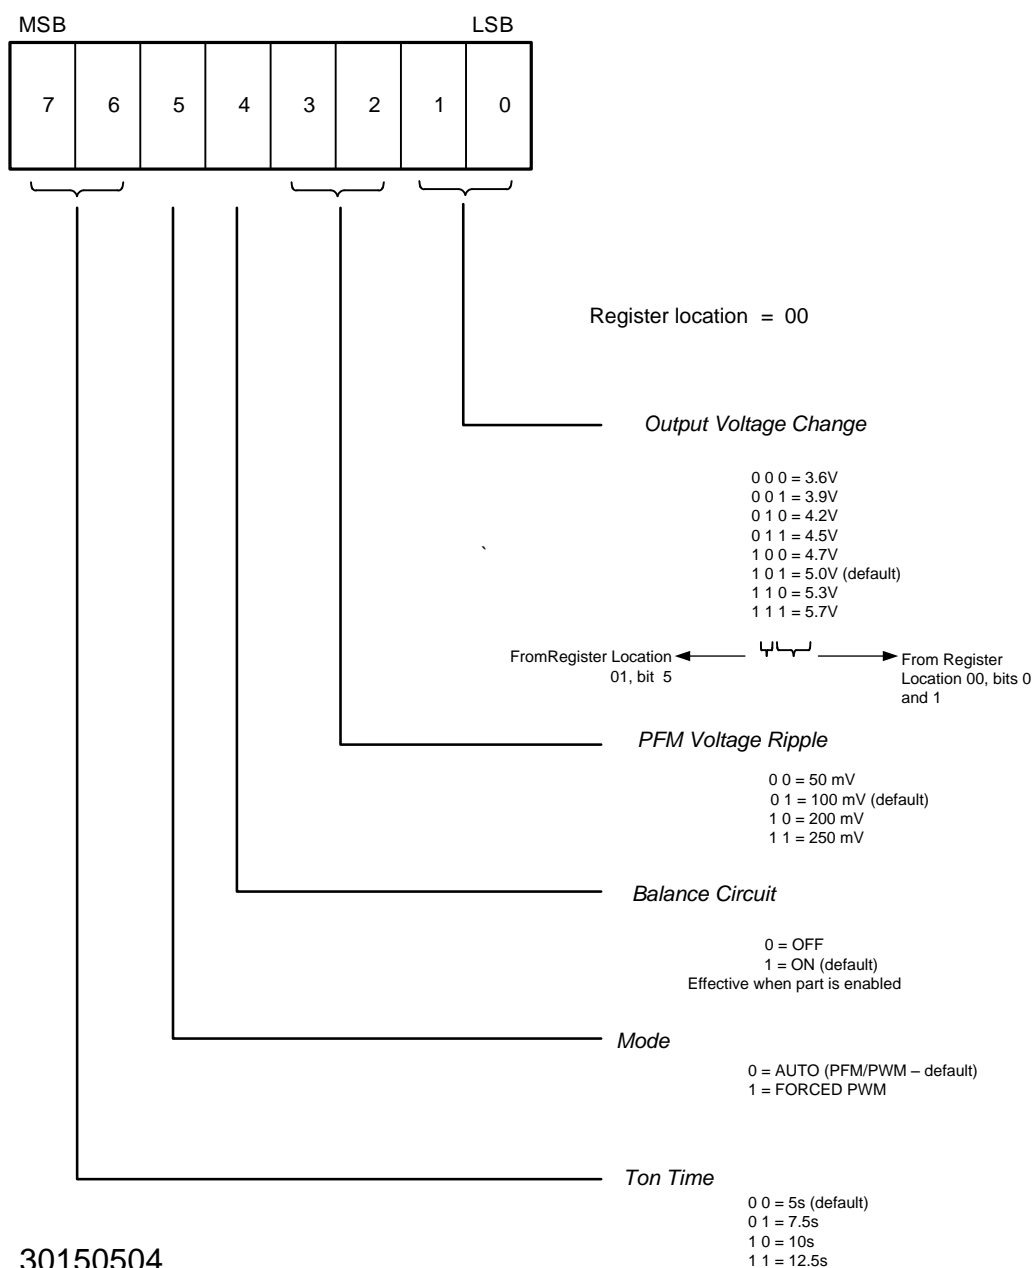 MSB LSB
7 6 5 4 3 2 1 0
Register location = 00
Output Voltage Change
0 0 0 = 3.6V
0 0 1 = 3.9V
0 1 0 = 4.2V
0 1 1 = 4.5V
1 0 0 = 4.7V
1 0 1 = 5.0V (default)
1 1 0 = 5.3V
1 1 1 = 5.7V
`
FromRegister Location
01, bit 5
From Register
Location 00, bits 0
and 1
PFM Voltage Ripple
0 0 = 50 mV
0 1 = 100 mV (default)
1 0 = 200 mV
1 1 = 250 mV
Balance Circuit
0 = OFF
1 = ON (default)
Effective when part is enabled
Mode
0 = AUTO (PFM/PWM – default)
1 = FORCED PWM
Ton Time
0 0 = 5s (default)
0 1 = 7.5s
1 0 = 10s
1 1 = 12.5s
30150504